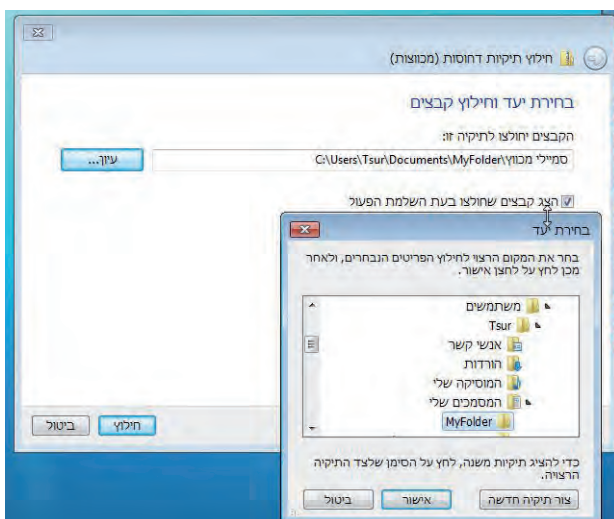 חילוץ תיקיות דחוסות (מכווצות)
בחירת יעד וחילוץ קבצים
הקבצים יחולצו לתיקיה זו:
C:\Users\Tsur\Documents\MyFolder\סמיילי מכווץ
עיון...
הצג קבצים שחולצו בעת השלמת הפעול
בחירת יעד
בחר את המקום הרצוי לחילוץ הפריטים הנבחרים, ולאחר
מכן לחץ על לחצן אישור.
משתמשים
Tsur
אנשי קשר
הורדות
המוסיקה שלי
המסמכים שלי
MyFolder
חילוץ
ביטול
כדי להציג תיקיות משנה, לחץ על הסימן שלצד התיקיה
הרצויה.
צור תיקיה חדשה
אישור
ביטול